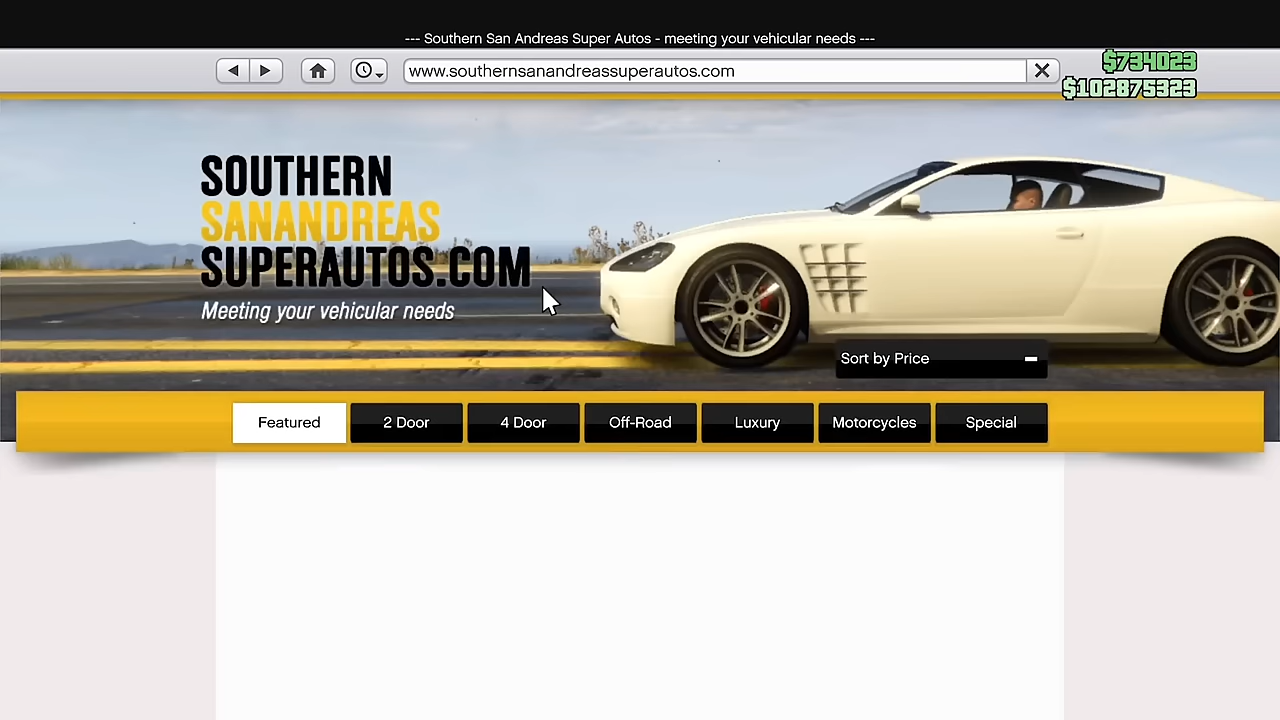 --- Southern San Andreas Super Autos - meeting your vehicular needs ---
www.southernsanandreassuperautos.com
$734023
$102875323
SOUTHERN
SANANDREAS
SUPERAUTOS.COM
Meeting your vehicular needs
Sort by Price
Featured 2 Door 4 Door Off-Road Luxury Motorcycles Special